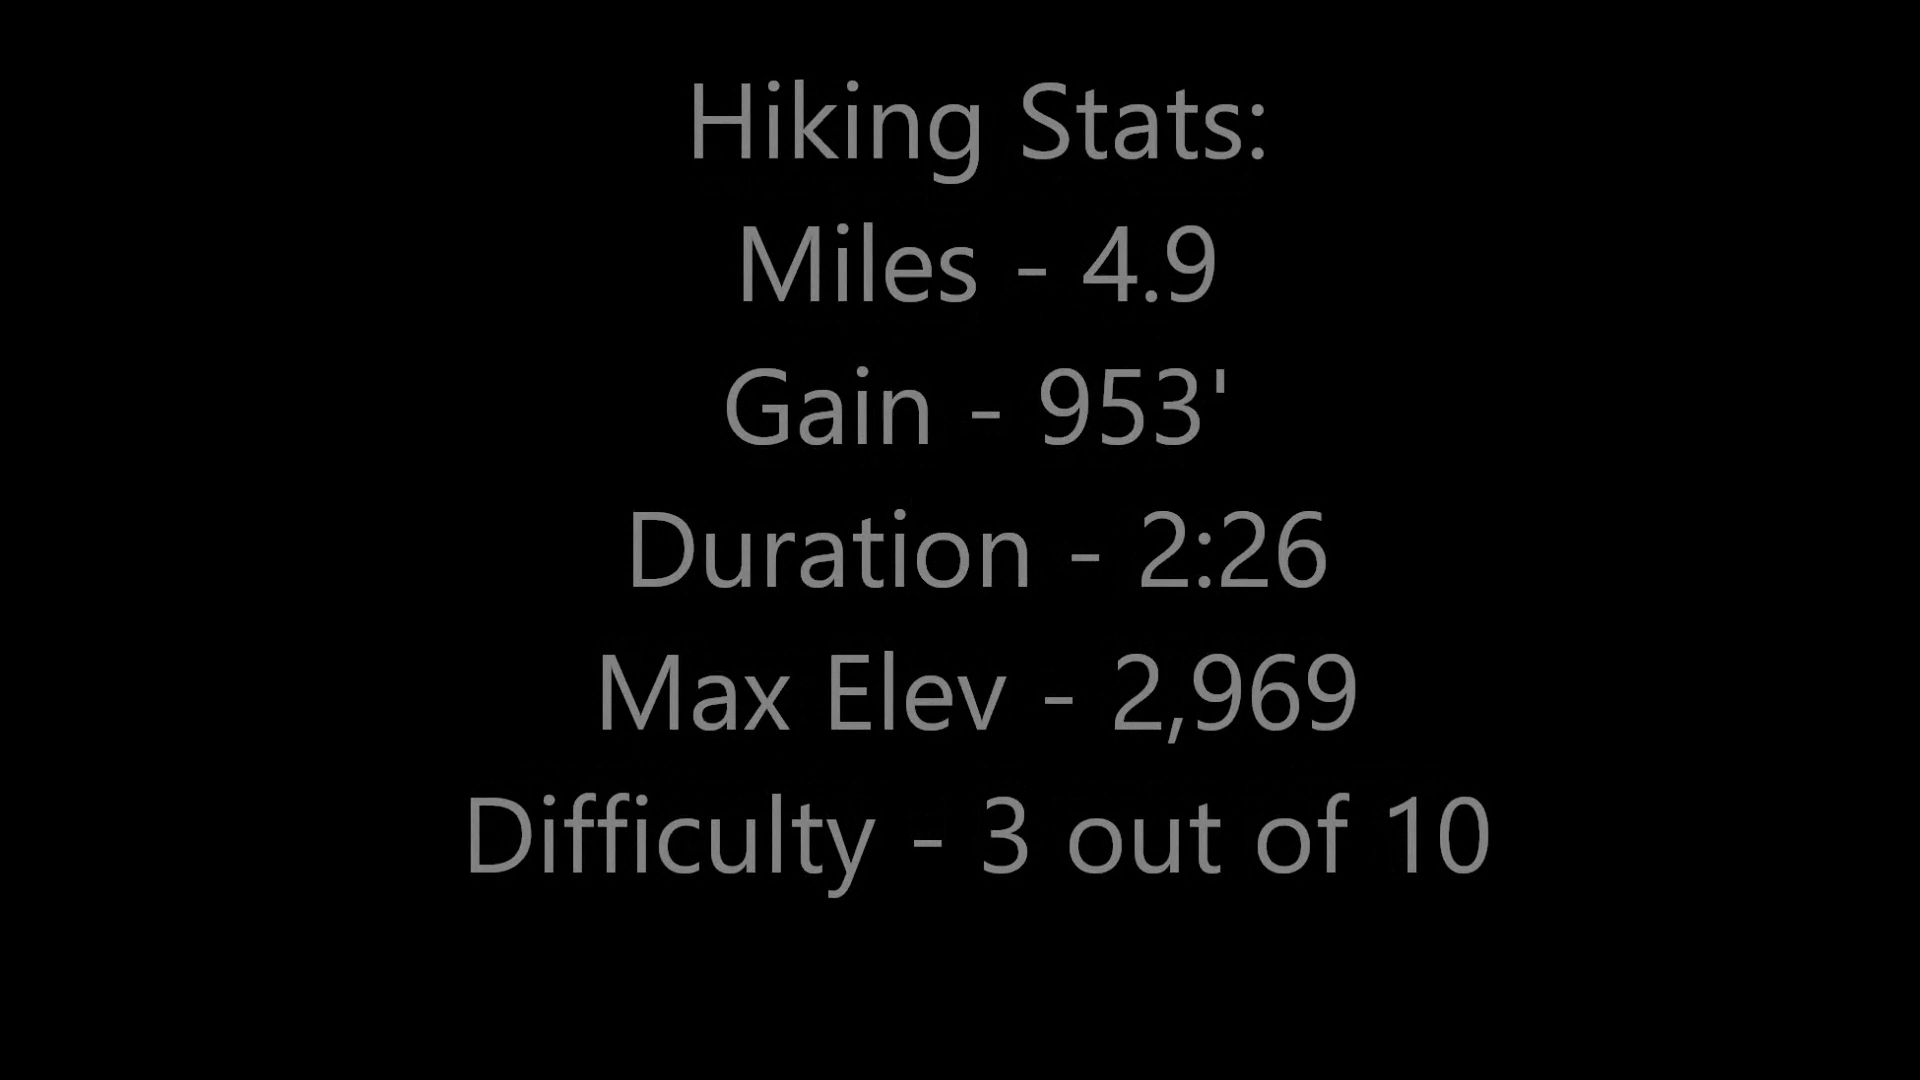 Hiking Stats:
Miles - 4.9
Gain - 953'
Duration - 2:26
Max Elev - 2,969
Difficulty - 3 out of 10